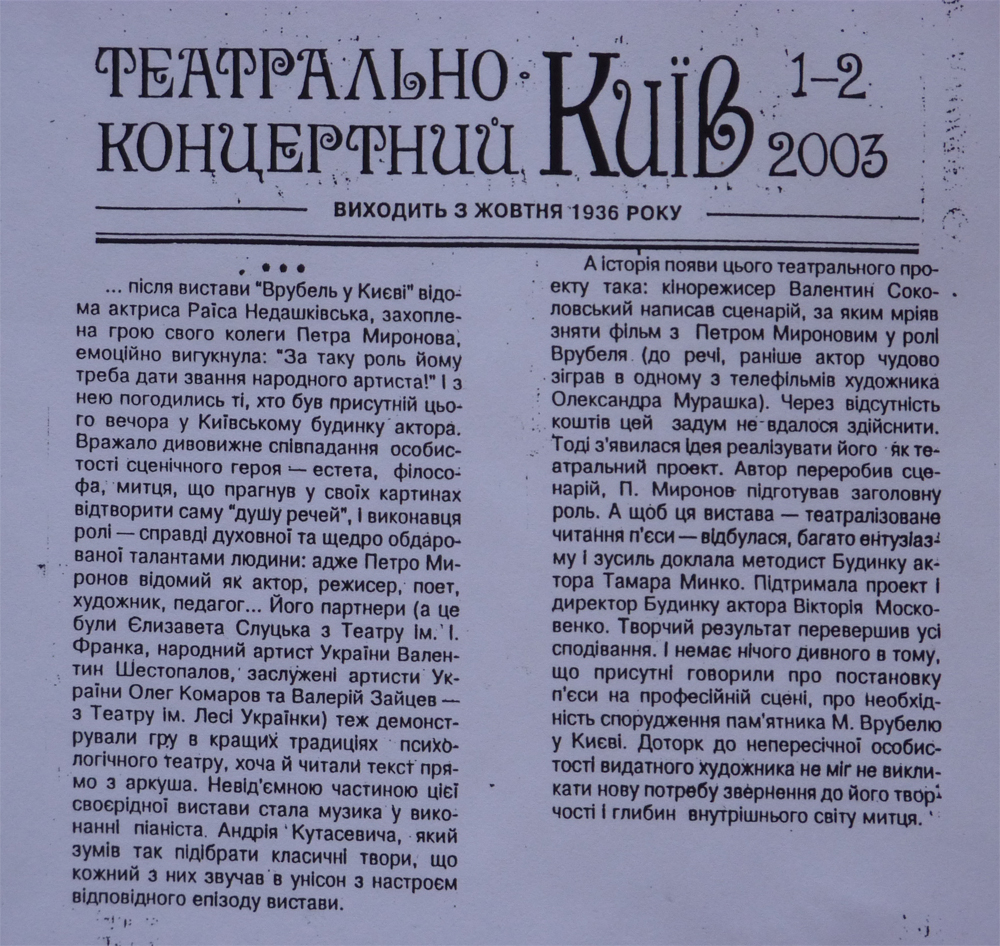 ТЕАТРАЛЬНО-
КОНЦЕРТНИЙ
Київ
1–2
2003
ВИХОДИТЬ З ЖОВТНЯ 1936 РОКУ
• • •
... після вистави "Врубель у Києві" відо-
ма актриса Раїса Недашківська, захопле-
на грою свого колеги Петра Миронова,
емоційно вигукнула: "За таку роль йому
треба дати звання народного артиста!" І з
нею погодились ті, хто був присутній цьо-
го вечора у Київському будинку актора.
Вражало дивовижне співпадання особис-
тості сценічного героя — естета, філосо-
фа, митця, що прагнув у своїх картинах
відтворити саму "душу речей", і виконавця
ролі — справді духовної та щедро обдаро-
ваної талантами людини: адже Петро Ми-
ронов відомий як актор, режисер, поет,
художник, педагог... Його партнери (а це
були Єлизавета Слуцька з Театру ім. І.
Франка, народний артист України Вален-
тин Шестопалов, заслужені артисти Ук-
раїни Олег Комаров та Валерій Зайцев —
з Театру ім. Лесі Українки) теж демонст-
рували гру в кращих традиціях психо-
логічного театру, хоча й читали текст пря-
мо з аркуша. Невід'ємною частиною цієї
своєрідної вистави стала музика у вико-
нанні піаніста Андрія Кутасевича, який
зумів так підібрати класичні твори, що
кожний з них звучав в унісон з настроєм
відповідного епізоду вистави.
А історія появи цього театрального про-
екту така: кінорежисер Валентин Соко-
ловський написав сценарій, за яким мріяв
зняти фільм з Петром Мироновим у ролі
Врубеля (до речі, раніше актор чудово
зіграв в одному з телефільмів художника
Олександра Мурашка). Через відсутність
коштів цей задум не вдалося здійснити.
Тоді з'явилася ідея реалізувати його як те-
атральний проект. Автор переробив сце-
нарій, П. Миронов підготував заголовну
роль. А щоб ця вистава — театралізоване
читання п'єси — відбулася, багато ентузіаз-
му і зусиль доклала методист Будинку ак-
тора Тамара Минко. Підтримала проект і
директор Будинку актора Вікторія Моско-
венко. Творчий результат перевершив усі
сподівання. І немає нічого дивного в тому,
що присутні говорили про постановку
п'єси на професійній сцені, про необхід-
ність спорудження пам'ятника М. Врубелю
у Києві. Доторк до непересічної особис-
тості видатного художника не міг не викли-
кати нову потребу звернення до його твор-
чості і глибин внутрішнього світу митця.